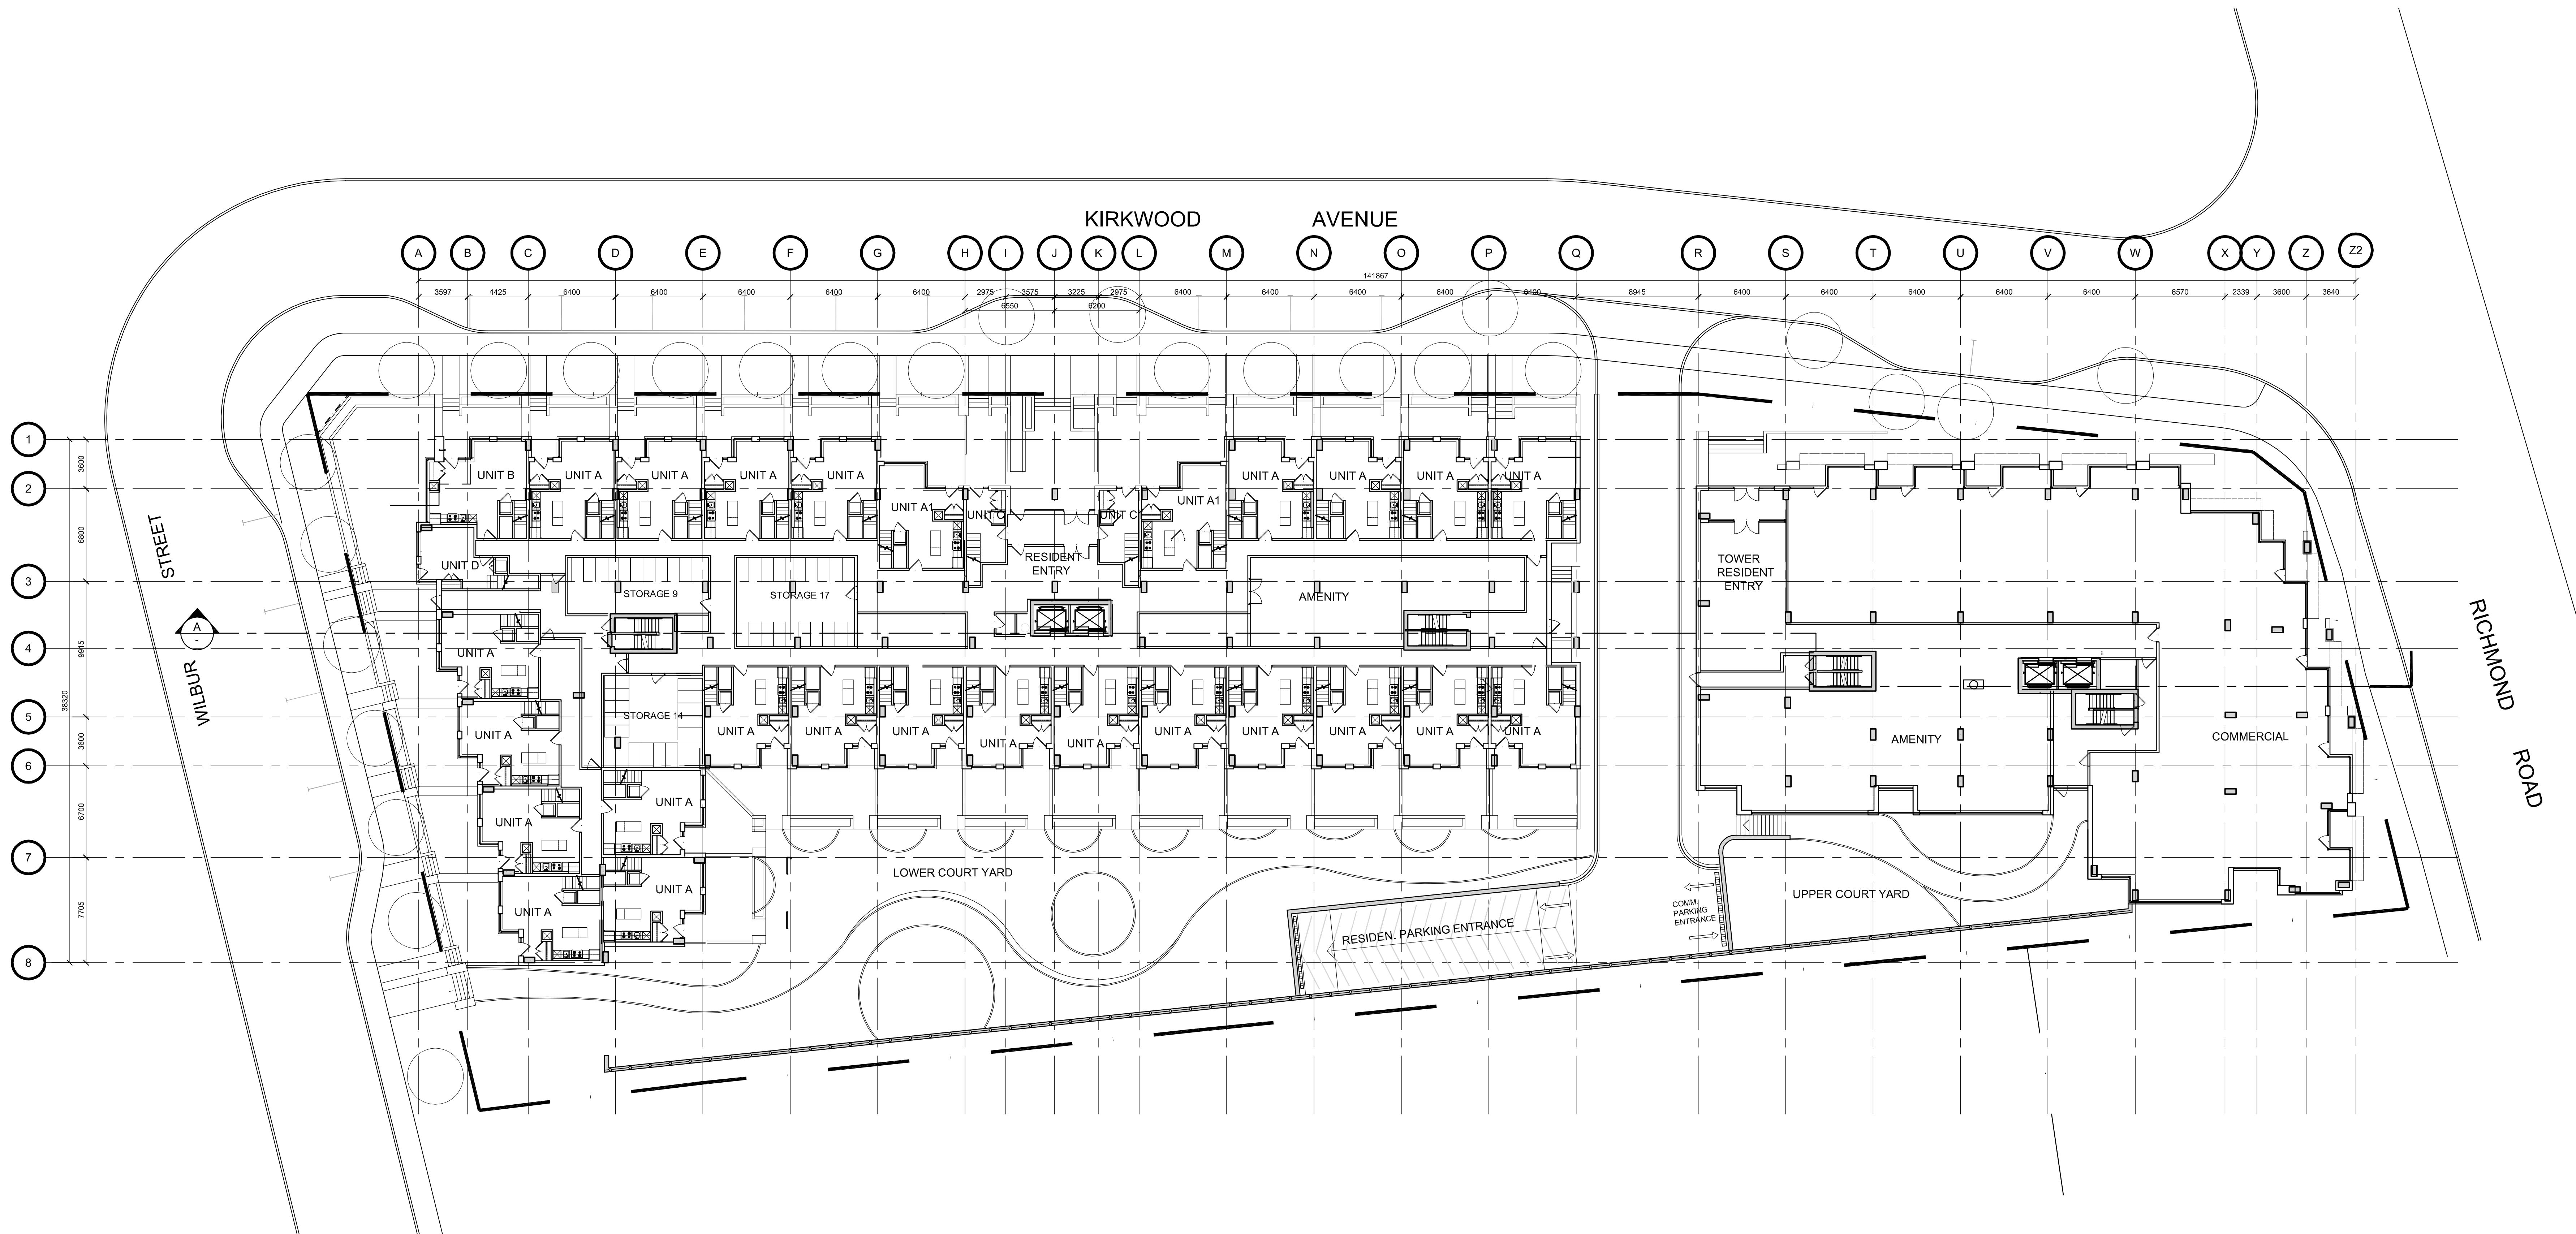 KIRKWOOD AVENUE
A B C D E F G H I J K L M N O P Q R S T U V W X Y Z Z2
141867
3597 4425 6400 6400 6400 6400 6400 2975 3575 3225 2975 6400 6400 6400 6400 6400 8945 6400 6400 6400 6400 6400 6570 2339 3600 3640
6550 6200
1
2
3
4
5
6
7
8
3600
6800
9915
3600
6700
7705
38320
WILBUR STREET
A
-
RICHMOND ROAD
UNIT B UNIT A UNIT A UNIT A UNIT A UNIT A1 UNIT C UNIT C UNIT A1 UNIT A UNIT A UNIT A UNIT A
UNIT D
RESIDENT
ENTRY
STORAGE 9
STORAGE 17
AMENITY
TOWER
RESIDENT
ENTRY
UNIT A
UNIT A
UNIT A
UNIT A
STORAGE 14
UNIT A UNIT A UNIT A UNIT A UNIT A UNIT A UNIT A UNIT A UNIT A UNIT A
UNIT A
UNIT A
AMENITY
COMMERCIAL
LOWER COURT YARD
UPPER COURT YARD
COMM.
PARKING
ENTRANCE
RESIDEN. PARKING ENTRANCE